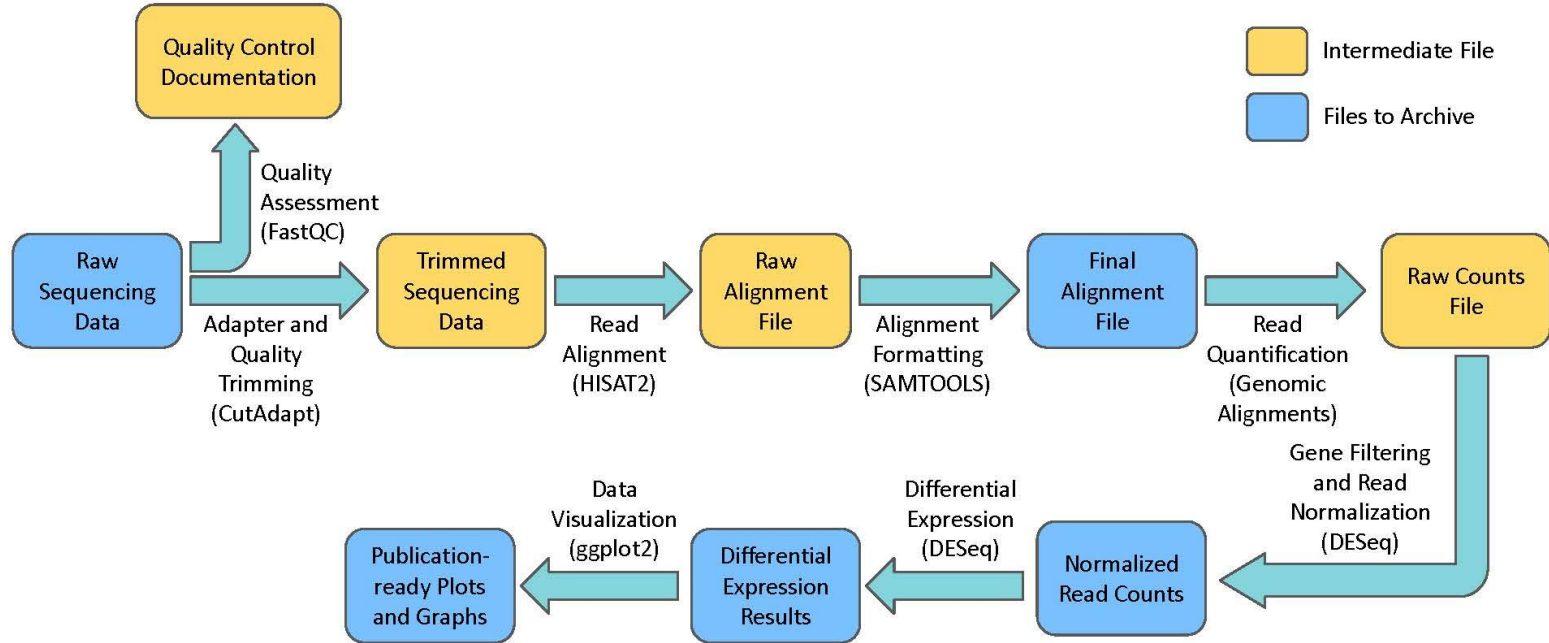 Quality Control
Documentation
Intermediate File
Files to Archive
Quality
Assessment
(FastQC)
Raw
Sequencing
Data
Adapter and
Quality
Trimming
(CutAdapt)
Trimmed
Sequencing
Data
Read
Alignment
(HISAT2)
Raw
Alignment
File
Alignment
Formatting
(SAMTOOLS)
Final
Alignment
File
Read
Quantification
(Genomic
Alignments)
Raw Counts
File
Gene Filtering
and Read
Normalization
(DESeq)
Normalized
Read Counts
Differential
Expression
(DESeq)
Differential
Expression
Results
Data
Visualization
(ggplot2)
Publication-
ready Plots
and Graphs